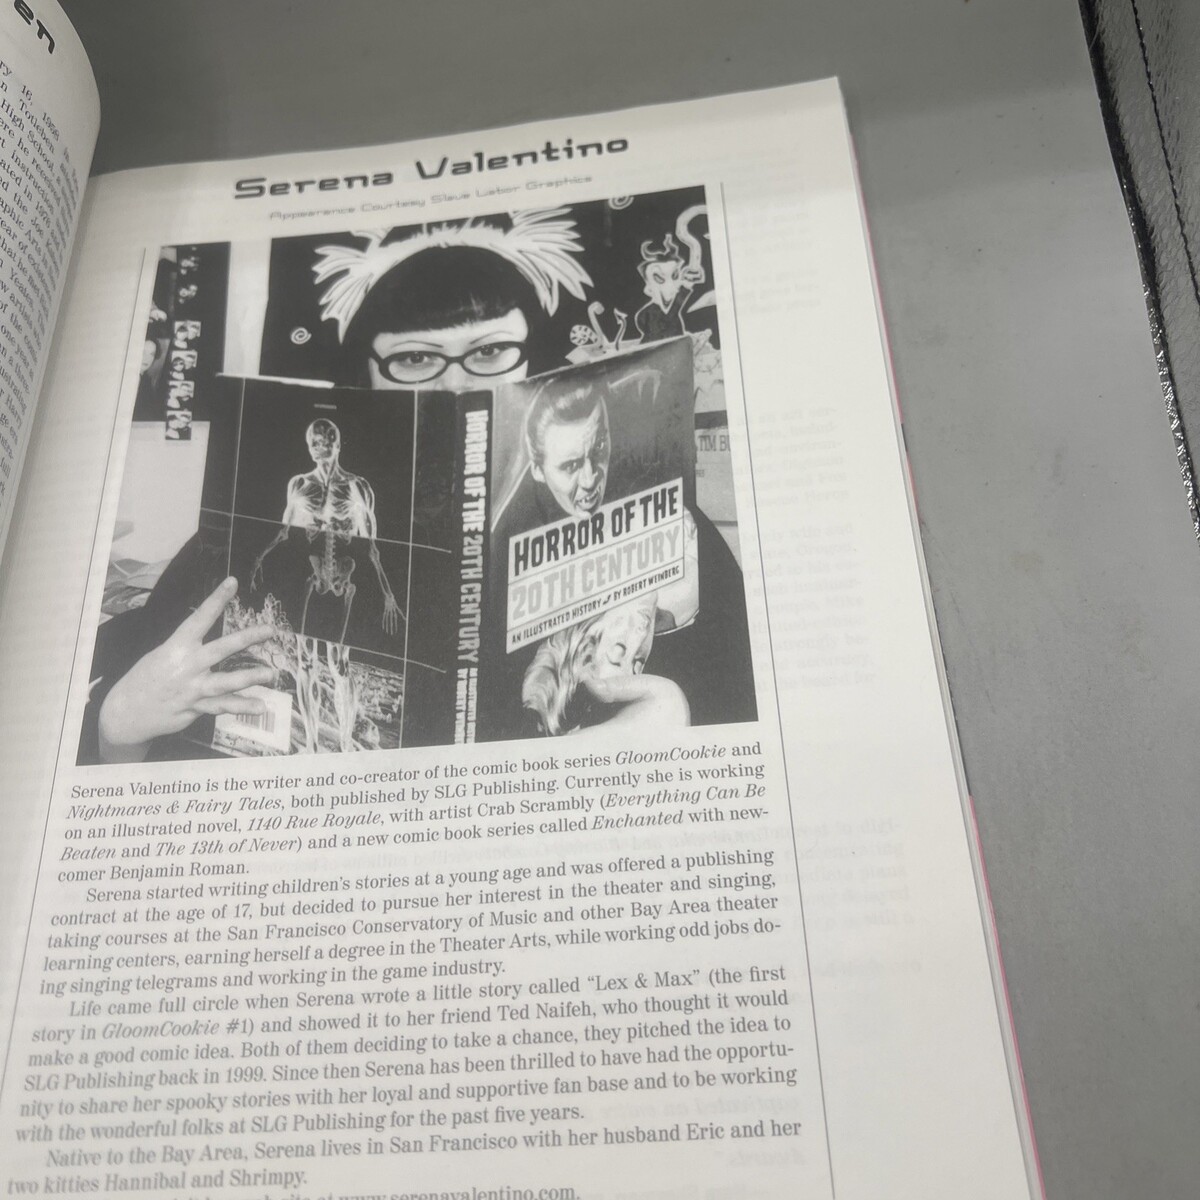 en
Serena Valentino
Appearance Courtesy Slave Labor Graphics
HORROR OF THE 20TH CENTURY
HORROR OF THE
20TH CENTURY
AN ILLUSTRATED HISTORY BY ROBERT WEINBERG
TIM BU
Serena Valentino is the writer and co-creator of the comic book series GloomCookie and
Nightmares & Fairy Tales, both published by SLG Publishing. Currently she is working
on an illustrated novel, 1140 Rue Royale, with artist Crab Scrambly (Everything Can Be
Beaten and The 13th of Never) and a new comic book series called Enchanted with new-
comer Benjamin Roman.
Serena started writing children's stories at a young age and was offered a publishing
contract at the age of 17, but decided to pursue her interest in the theater and singing,
taking courses at the San Francisco Conservatory of Music and other Bay Area theater
learning centers, earning herself a degree in the Theater Arts, while working odd jobs do-
ing singing telegrams and working in the game industry.
Life came full circle when Serena wrote a little story called "Lex & Max" (the first
story in GloomCookie #1) and showed it to her friend Ted Naifeh, who thought it would
make a good comic idea. Both of them deciding to take a chance, they pitched the idea to
SLG Publishing back in 1999. Since then Serena has been thrilled to have had the opportu-
nity to share her spooky stories with her loyal and supportive fan base and to be working
with the wonderful folks at SLG Publishing for the past five years.
Native to the Bay Area, Serena lives in San Francisco with her husband Eric and her
two kitties Hannibal and Shrimpy.
www.serenavalentino.com.